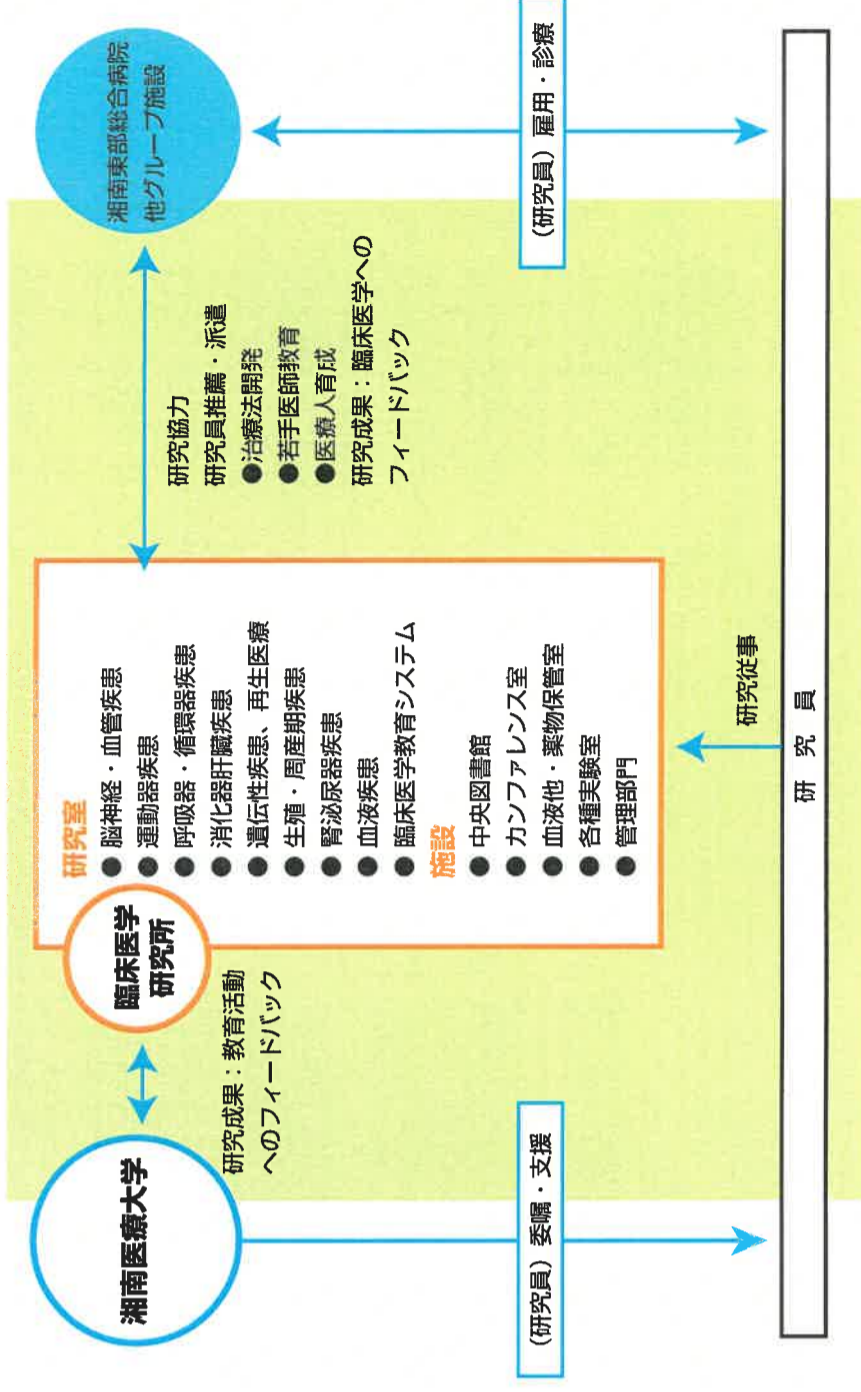 湘南医療大学
臨床医学
研究所
研究成果：教育活動
へのフィードバック
研究室
● 脳神経・血管疾患
● 運動器疾患
● 呼吸器・循環器疾患
● 消化器肝臓疾患
● 遺伝性疾患、再生医療
● 生殖・周産期疾患
● 腎泌尿器疾患
● 血液疾患
● 臨床医学教育システム
施設
● 中央図書館
● カンファレンス室
● 血液他・薬物保管室
● 各種実験室
● 管理部門
研究協力
研究員推薦・派遣
●治療法開発
●若手医師教育
●医療人育成
研究成果：臨床医学への
フィードバック
湘南東部総合病院
他グループ施設
（研究員）委嘱・支援
研究従事
（研究員）雇用・診療
研究員